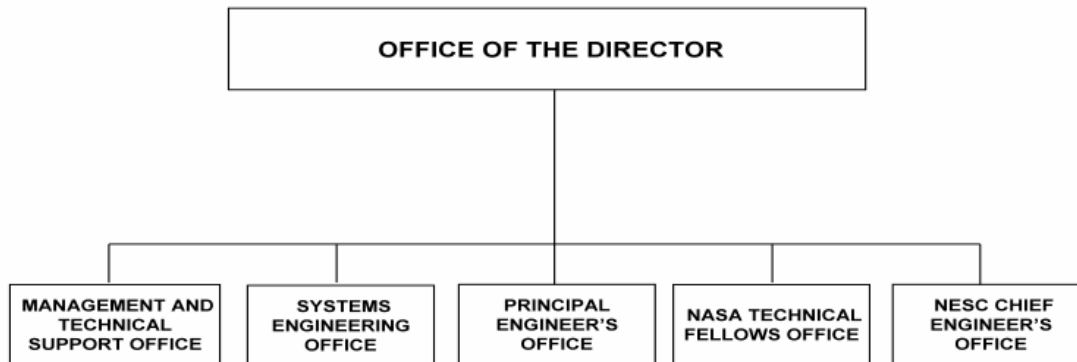 OFFICE OF THE DIRECTOR
MANAGEMENT AND
TECHNICAL
SUPPORT OFFICE
SYSTEMS
ENGINEERING
OFFICE
PRINCIPAL
ENGINEER'S
OFFICE
NASA TECHNICAL
FELLOWS OFFICE
NESC CHIEF
ENGINEER'S
OFFICE